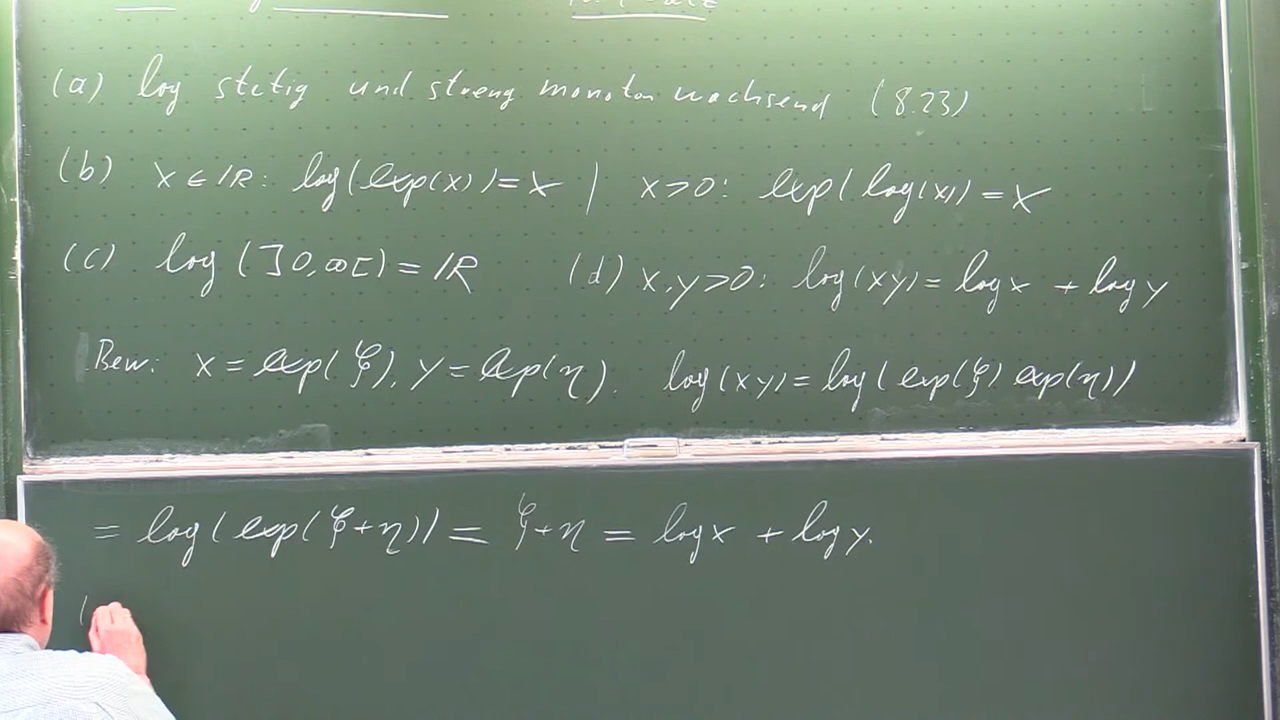 (a) log stetig und streng monoton wachsend (8.23)
(b) x ∈ ℝ: log(exp(x)) = x | x > 0: exp(log(x)) = x
(c) log (]0,∞[) = ℝ (d) x, y > 0: log(xy) = log x + log y
Bew: x = exp(ξ), y = exp(η). log(xy) = log(exp(ξ) exp(η))
= log(exp(ξ+η)) = ξ+η = log x + log y.
(